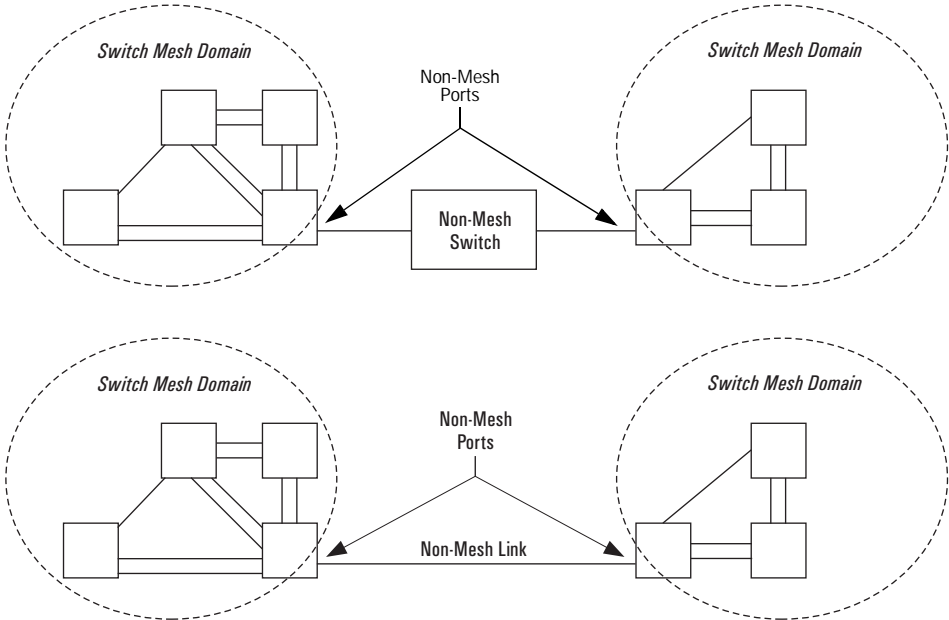 Switch Mesh Domain
Switch Mesh Domain
Non-Mesh
Ports
Non-Mesh
Switch
Switch Mesh Domain
Switch Mesh Domain
Non-Mesh
Ports
Non-Mesh Link